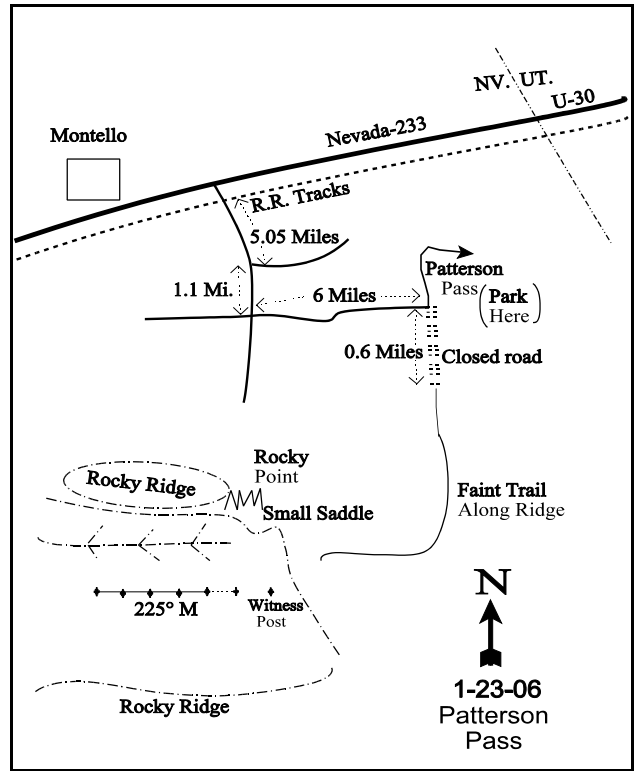 NV. UT.
U-30
Nevada-233
Montello
R.R. Tracks
5.05 Miles
Patterson
Pass
(Park
Here)
1.1 Mi.
6 Miles
0.6 Miles
Closed road
Rocky
Point
Rocky Ridge
Small Saddle
Faint Trail
Along Ridge
225° M
Witness
Post
N
Rocky Ridge
1-23-06
Patterson
Pass